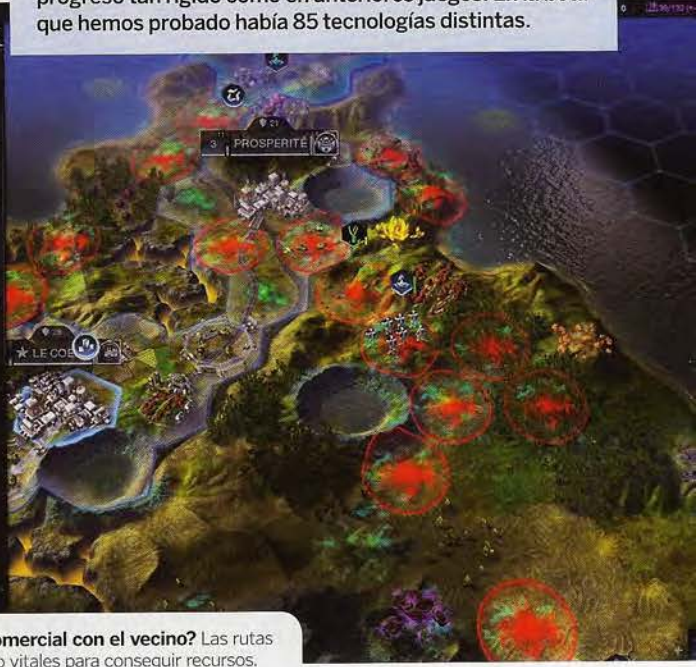 que hemos probado había 85 tecnologías distintas.
21
3 PROSPERITÉ
★ LE
omercial con el vecino? Las rutas
o vitales para conseguir recursos.